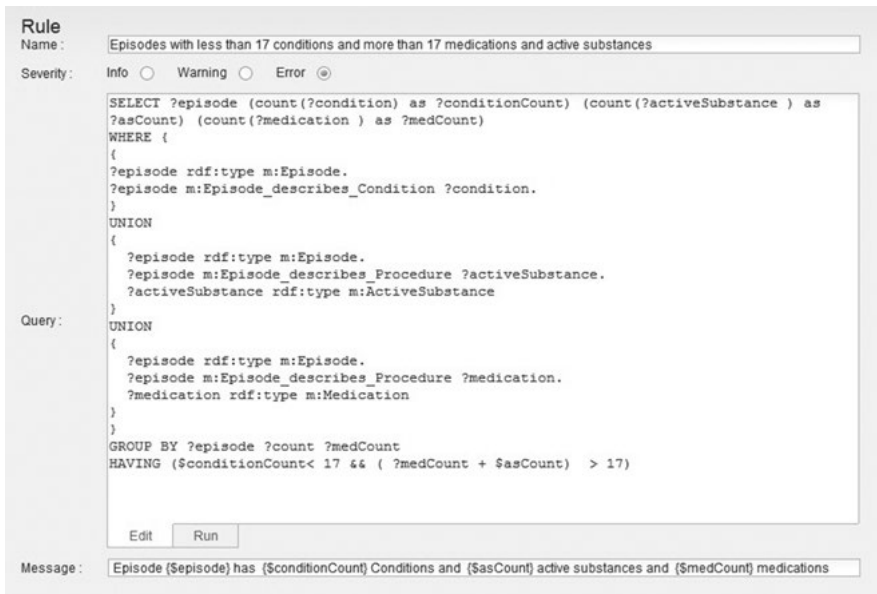 Rule
Name : Episodes with less than 17 conditions and more than 17 medications and active substances
Severity : Info Warning Error
SELECT ?episode (count(?condition) as ?conditionCount) (count(?activeSubstance ) as
?asCount) (count(?medication ) as ?medCount)
WHERE {
{
?episode rdf:type m:Episode.
?episode m:Episode_describes_Condition ?condition.
}
UNION
{
?episode rdf:type m:Episode.
?episode m:Episode_describes_Procedure ?activeSubstance.
?activeSubstance rdf:type m:ActiveSubstance
}
Query :
UNION
{
?episode rdf:type m:Episode.
?episode m:Episode_describes_Procedure ?medication.
?medication rdf:type m:Medication
}
}
GROUP BY ?episode ?count ?medCount
HAVING ($conditionCount< 17 && ( ?medCount + $asCount) > 17)
Edit Run
Message : Episode {$episode} has {$conditionCount} Conditions and {$asCount} active substances and {$medCount} medications